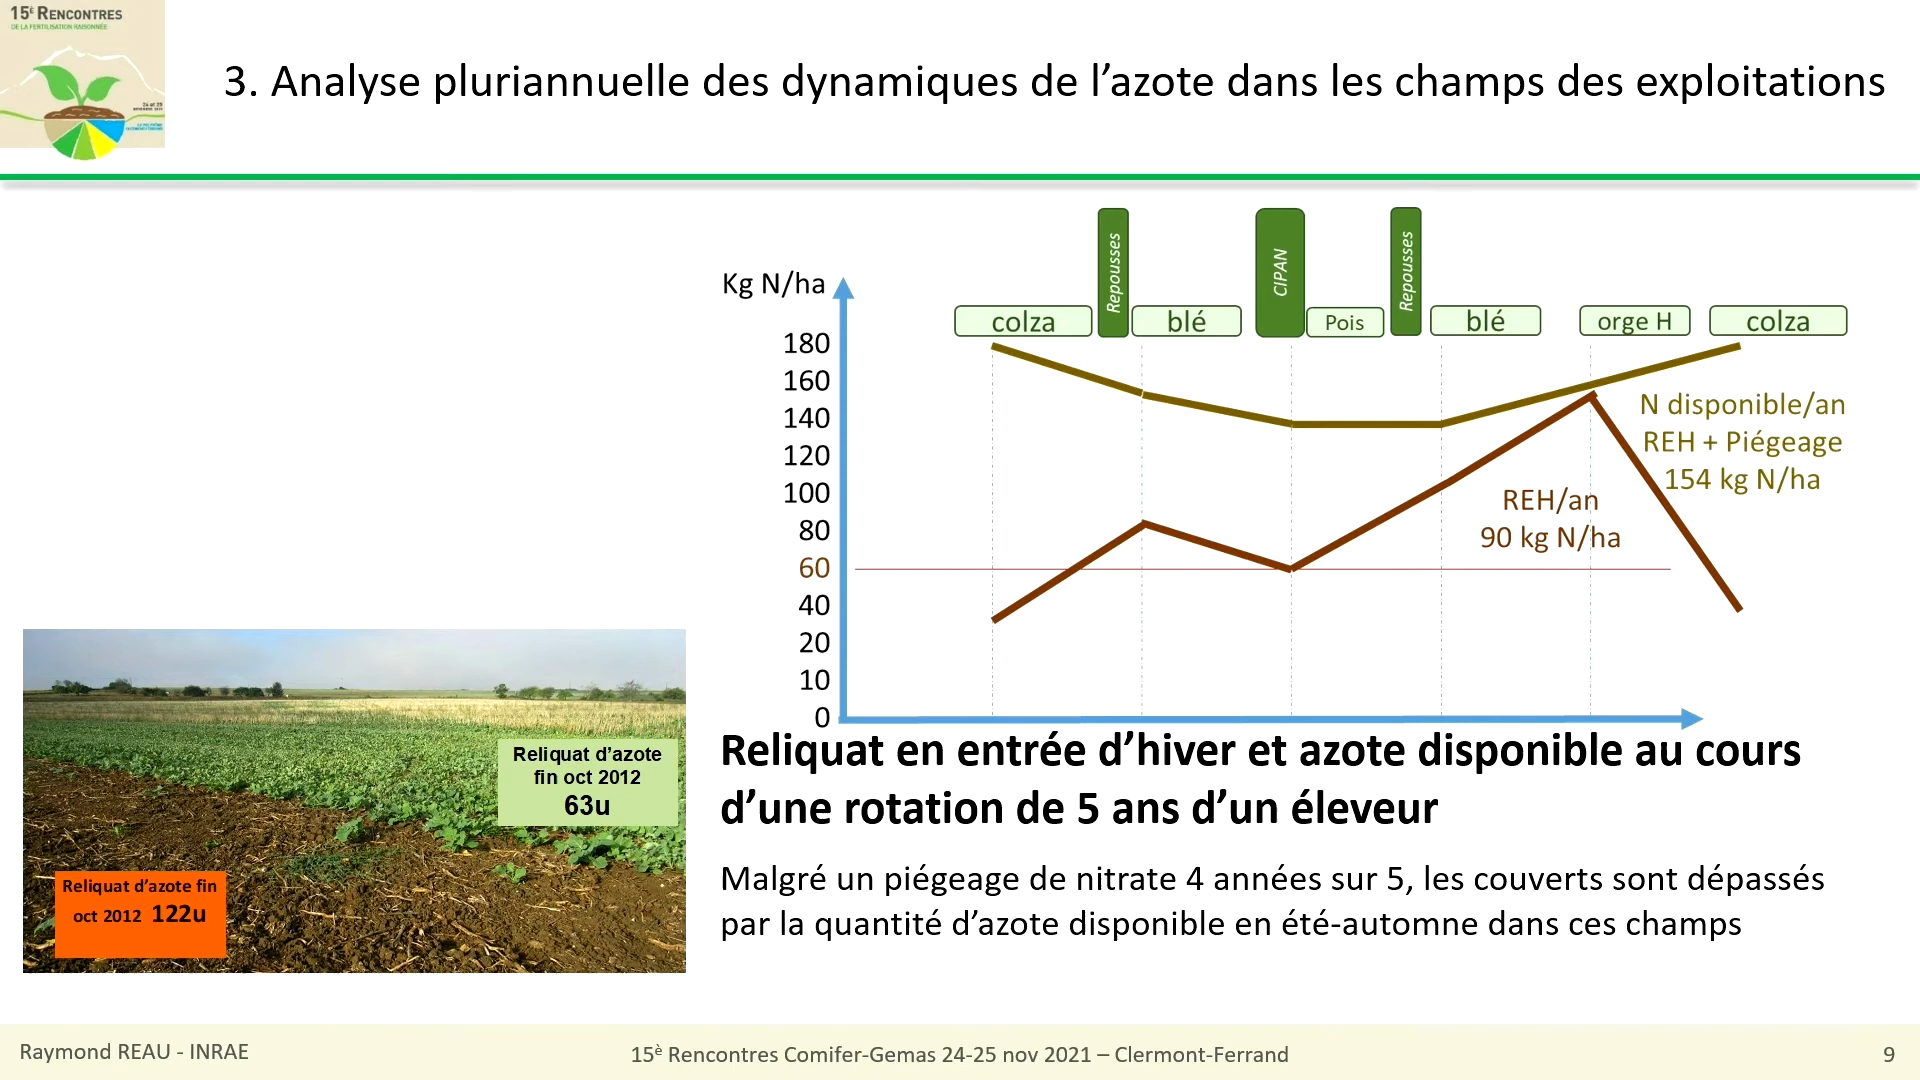 15È RENCONTRES
DE LA FERTILISATION RAISONNÉE
3. Analyse pluriannuelle des dynamiques de l’azote dans les champs des exploitations
Kg N/ha
Repousses
CIPAN
Repousses
colza
blé
Pois
blé
orge H
colza
180
160
140
120
100
80
60
40
20
10
0
N disponible/an
REH + Piégeage
154 kg N/ha
REH/an
90 kg N/ha
Reliquat d’azote
fin oct 2012
63u
Reliquat d’azote fin
oct 2012 122u
Reliquat en entrée d’hiver et azote disponible au cours
d’une rotation de 5 ans d’un éleveur
Malgré un piégeage de nitrate 4 années sur 5, les couverts sont dépassés
par la quantité d’azote disponible en été-automne dans ces champs
Raymond REAU - INRAE
15è Rencontres Comifer-Gemas 24-25 nov 2021 – Clermont-Ferrand
9